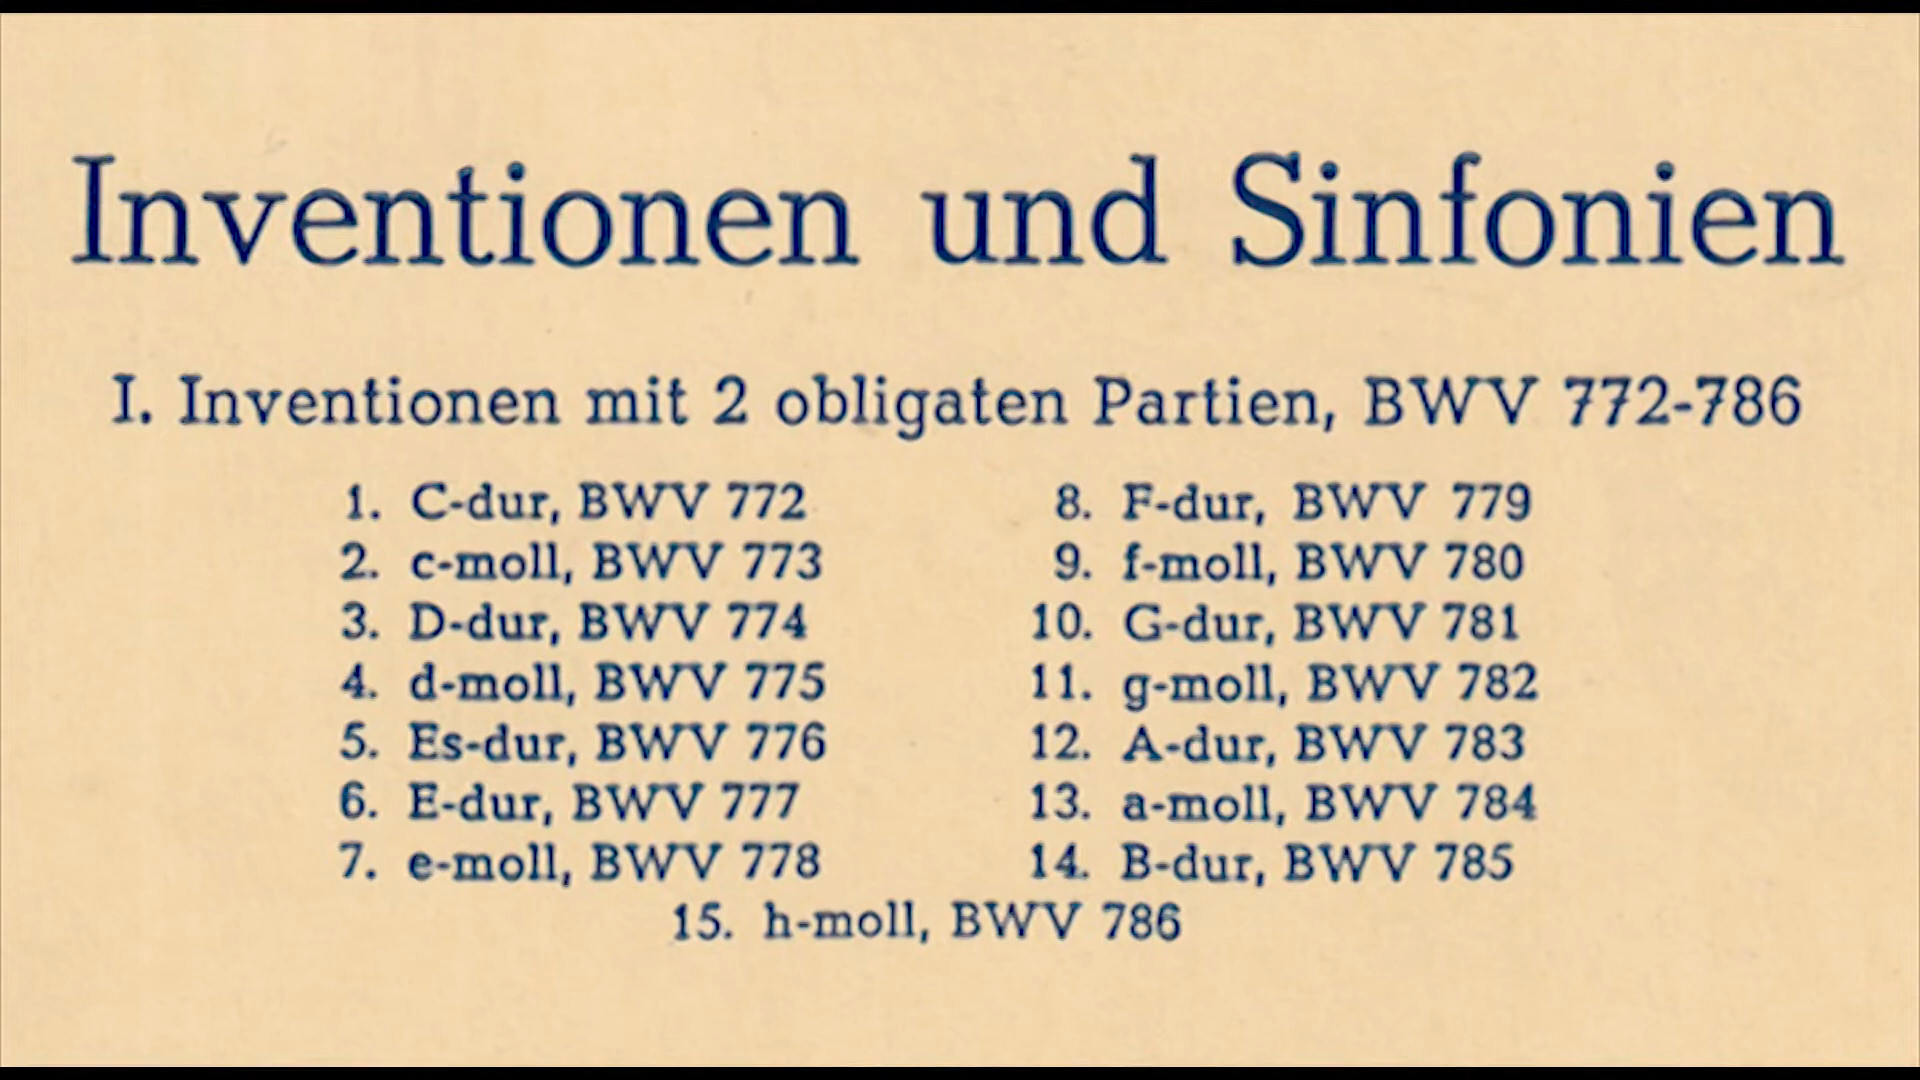 Inventionen und Sinfonien
I. Inventionen mit 2 obligaten Partien, BWV 772-786
1. C-dur, BWV 772
2. c-moll, BWV 773
3. D-dur, BWV 774
4. d-moll, BWV 775
5. Es-dur, BWV 776
6. E-dur, BWV 777
7. e-moll, BWV 778
8. F-dur, BWV 779
9. f-moll, BWV 780
10. G-dur, BWV 781
11. g-moll, BWV 782
12. A-dur, BWV 783
13. a-moll, BWV 784
14. B-dur, BWV 785
15. h-moll, BWV 786